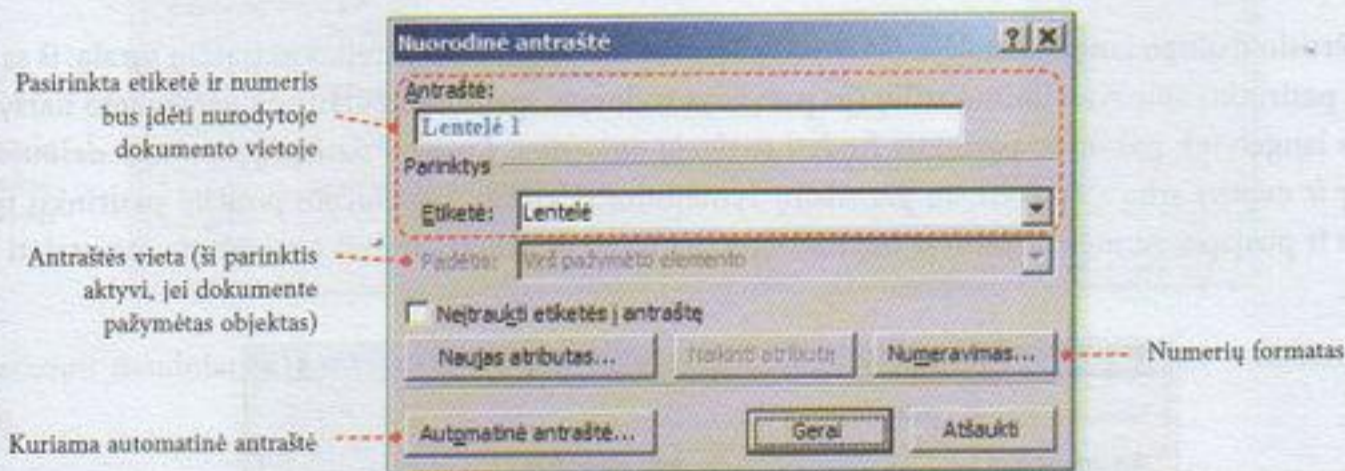 Nuorodinė antraštė
Pasirinkta etiketė ir numeris
bus įdėti nurodytoje
dokumento vietoje
Antraštė:
Lentelė 1
Parinktys
Etiketė: Lentelė
Antraštės vieta (ši parinktis
aktyvi, jei dokumente
pažymėtas objektas)
Padėtis: Virš pažymėto elemento
Neįtraukti etiketės į antraštę
Naujas atributas... Naikinti atributą Numeravimas...
Numerių formatas
Kuriama automatinė antraštė
Automatinė antraštė... Gerai Atšaukti